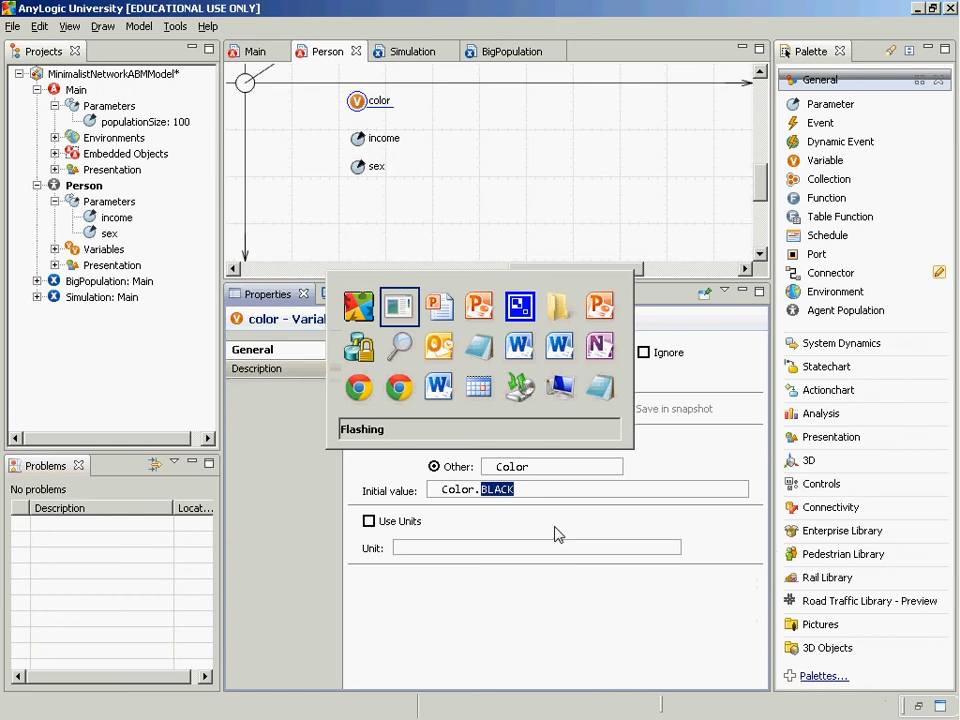 AnyLogic University [EDUCATIONAL USE ONLY]
File Edit View Draw Model Tools Help
Projects
MinimalistNetworkABMModel*
Main
Parameters
populationSize: 100
Environments
Embedded Objects
Presentation
Person
Parameters
income
sex
Variables
Presentation
BigPopulation: Main
Simulation: Main
Problems
No problems
Description Locat...
Main Person Simulation BigPopulation
color
income
sex
Properties
color - Varial
General
Description
Ignore
Save in snapshot
Flashing
Other: Color
Initial value: Color.BLACK
Use Units
Unit:
Palette
General
Parameter
Event
Dynamic Event
Variable
Collection
Function
Table Function
Schedule
Port
Connector
Environment
Agent Population
System Dynamics
Statechart
Actionchart
Analysis
Presentation
3D
Controls
Connectivity
Enterprise Library
Pedestrian Library
Rail Library
Road Traffic Library - Preview
Pictures
3D Objects
Palettes...